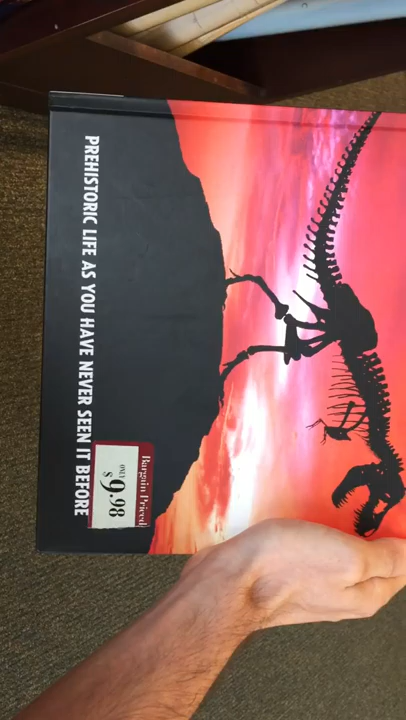 PREHISTORIC LIFE AS YOU HAVE NEVER SEEN IT BEFORE
Bargain Priced
ONLY
$9.98